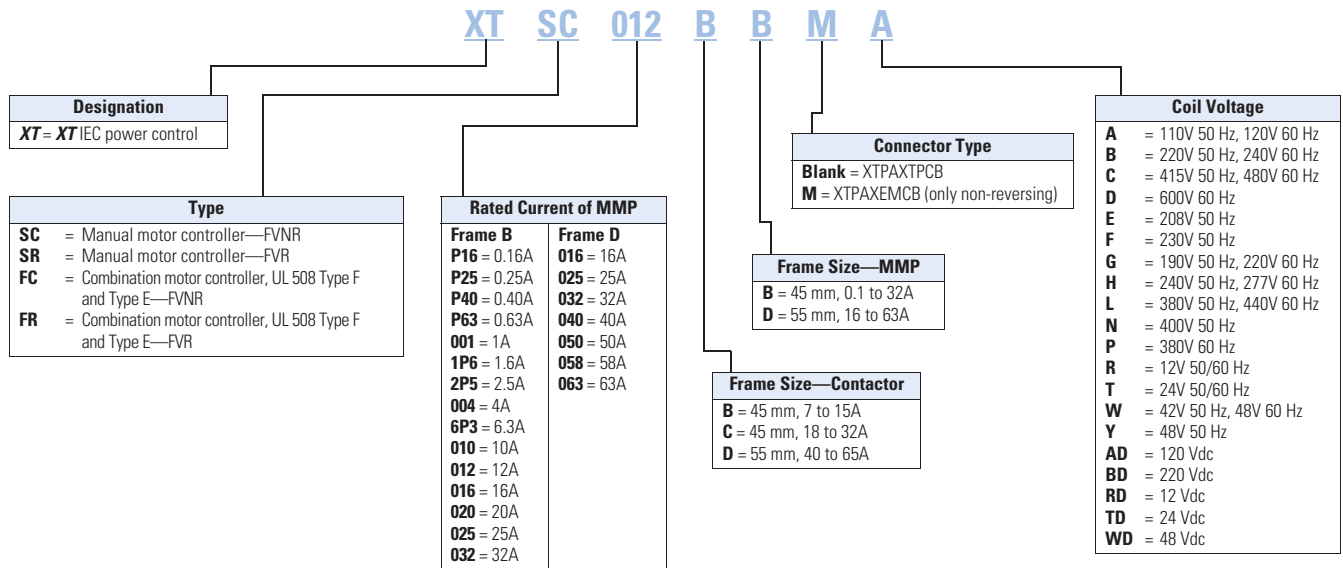 XT SC 012 B B M A
Designation
XT = XT IEC power control
Type
SC = Manual motor controller—FVNR
SR = Manual motor controller—FVR
FC = Combination motor controller, UL 508 Type F
and Type E—FVNR
FR = Combination motor controller, UL 508 Type F
and Type E—FVR
Rated Current of MMP
Frame B
P16 = 0.16A
P25 = 0.25A
P40 = 0.40A
P63 = 0.63A
001 = 1A
1P6 = 1.6A
2P5 = 2.5A
004 = 4A
6P3 = 6.3A
010 = 10A
012 = 12A
016 = 16A
020 = 20A
025 = 25A
032 = 32A
Frame D
016 = 16A
025 = 25A
032 = 32A
040 = 40A
050 = 50A
058 = 58A
063 = 63A
Frame Size—Contactor
B = 45 mm, 7 to 15A
C = 45 mm, 18 to 32A
D = 55 mm, 40 to 65A
Frame Size—MMP
B = 45 mm, 0.1 to 32A
D = 55 mm, 16 to 63A
Connector Type
Blank = XTPAXTPCB
M = XTPAXEMCB (only non-reversing)
Coil Voltage
A = 110V 50 Hz, 120V 60 Hz
B = 220V 50 Hz, 240V 60 Hz
C = 415V 50 Hz, 480V 60 Hz
D = 600V 60 Hz
E = 208V 50 Hz
F = 230V 50 Hz
G = 190V 50 Hz, 220V 60 Hz
H = 240V 50 Hz, 277V 60 Hz
L = 380V 50 Hz, 440V 60 Hz
N = 400V 50 Hz
P = 380V 60 Hz
R = 12V 50/60 Hz
T = 24V 50/60 Hz
W = 42V 50 Hz, 48V 60 Hz
Y = 48V 50 Hz
AD = 120 Vdc
BD = 220 Vdc
RD = 12 Vdc
TD = 24 Vdc
WD = 48 Vdc